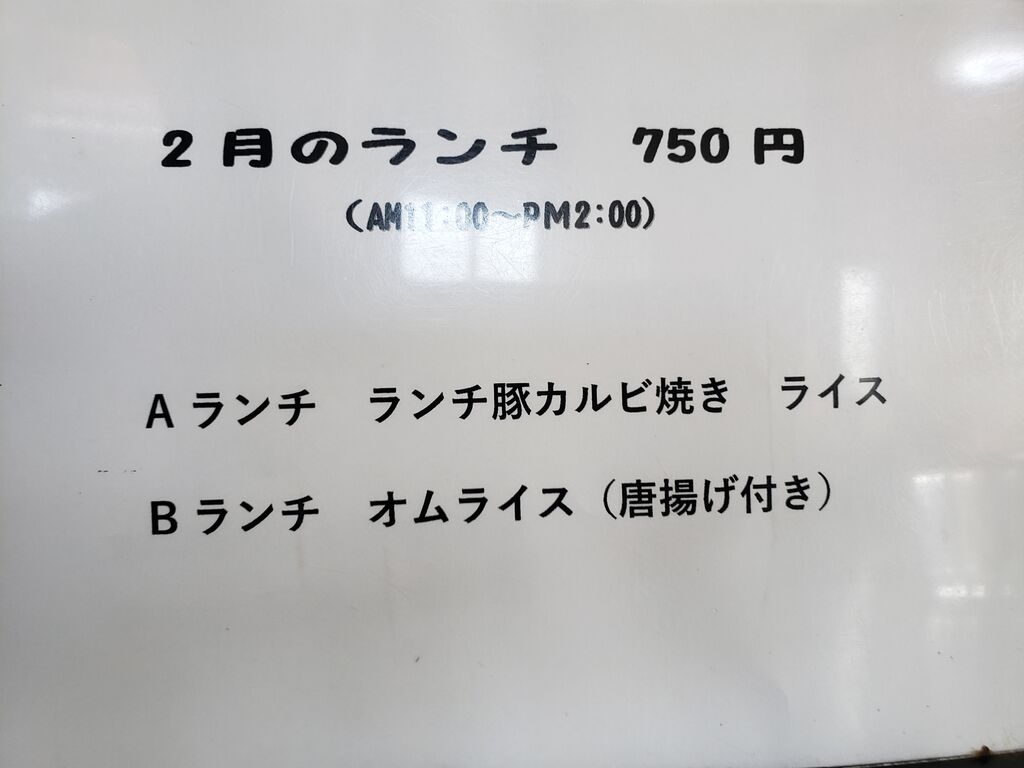 ２月のランチ　750円
(AM11:00～PM2:00)
Aランチ　ランチ豚カルビ焼き　ライス
Bランチ　オムライス（唐揚げ付き）